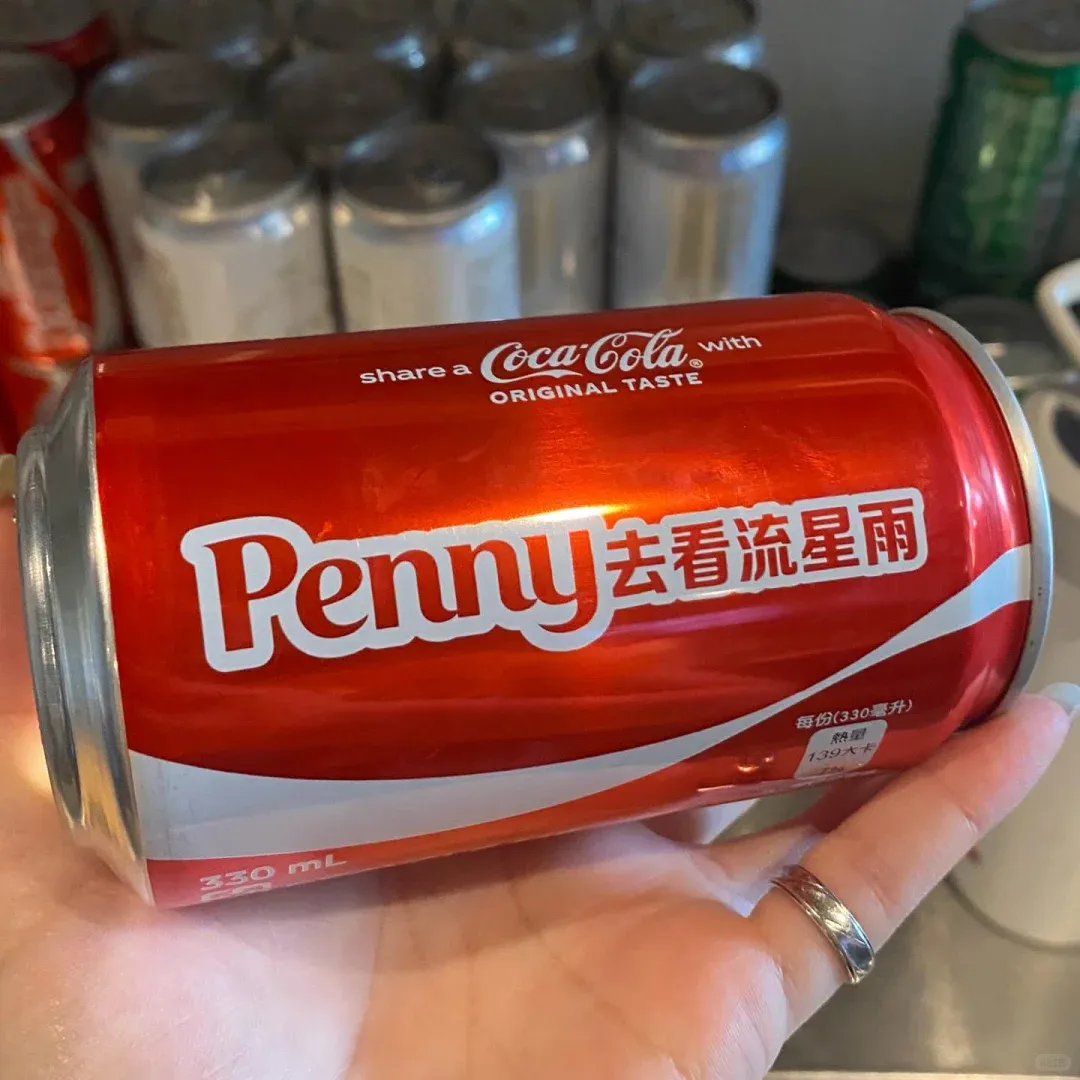 share a Coca-Cola® with
ORIGINAL TASTE
Penny去看流星雨
每份(330毫升)
熱量
139大卡
330 mL